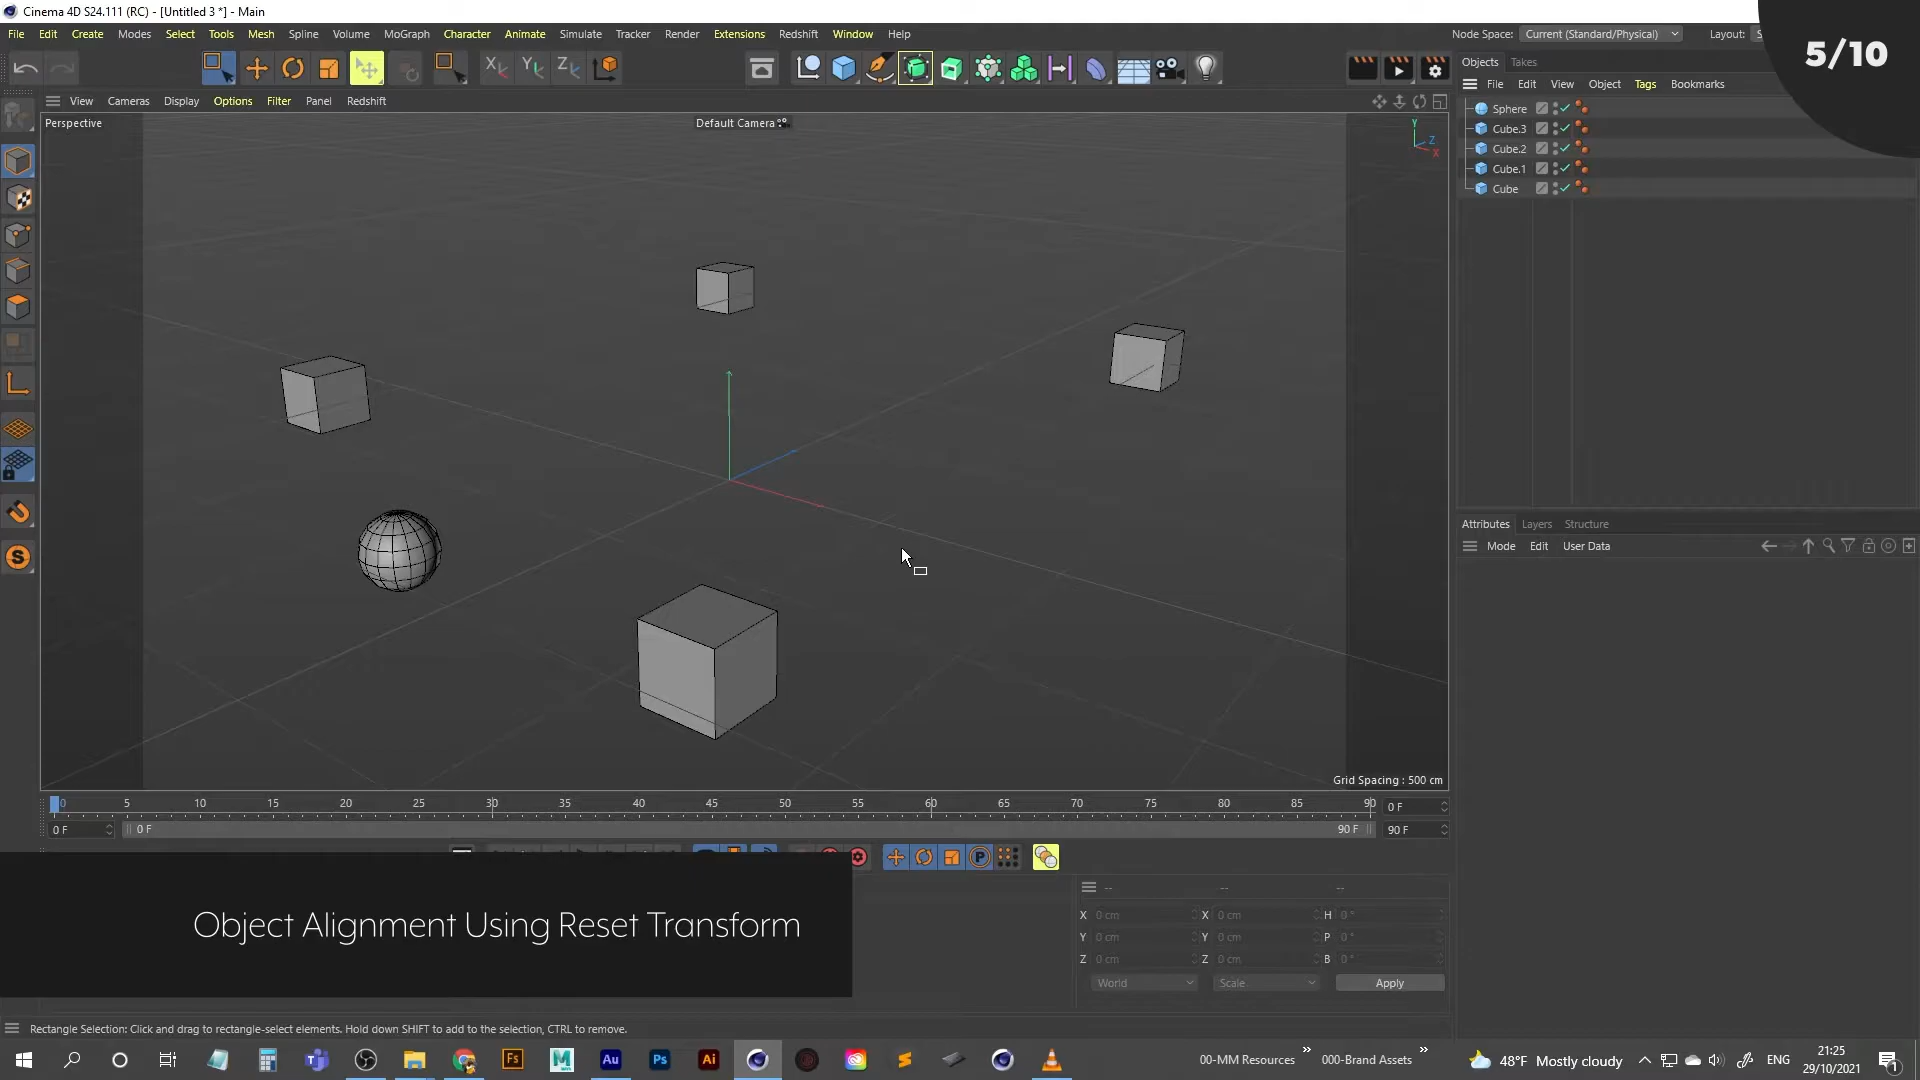 Cinema 4D S24.111 (RC) - [Untitled 3 *] - Main
File Edit Create Modes Select Tools Mesh Spline Volume MoGraph Character Animate Simulate Tracker Render Extensions Redshift Window Help
Node Space: Current (Standard/Physical) Layout:
5/10
Objects Takes
File Edit View Object Tags Bookmarks
View Cameras Display Options Filter Panel Redshift
Perspective
Default Camera
Y
Z
X
Sphere
Cube.3
Cube.2
Cube.1
Cube
Attributes Layers Structure
Mode Edit User Data
Grid Spacing : 500 cm
0 5 10 15 20 25 30 35 40 45 50 55 60 65 70 75 80 85 90 0 F
0 F 0 F 90 F 90 F
-- -- --
X 0 cm X 0 cm H 0 °
Y 0 cm Y 0 cm P 0 °
Z 0 cm Z 0 cm B 0 °
World Scale Apply
Object Alignment Using Reset Transform
Rectangle Selection: Click and drag to rectangle-select elements. Hold down SHIFT to add to the selection, CTRL to remove.
Fs M Au Ps Ai
00-MM Resources » 000-Brand Assets »
48°F Mostly cloudy
ENG
21:25
29/10/2021
1